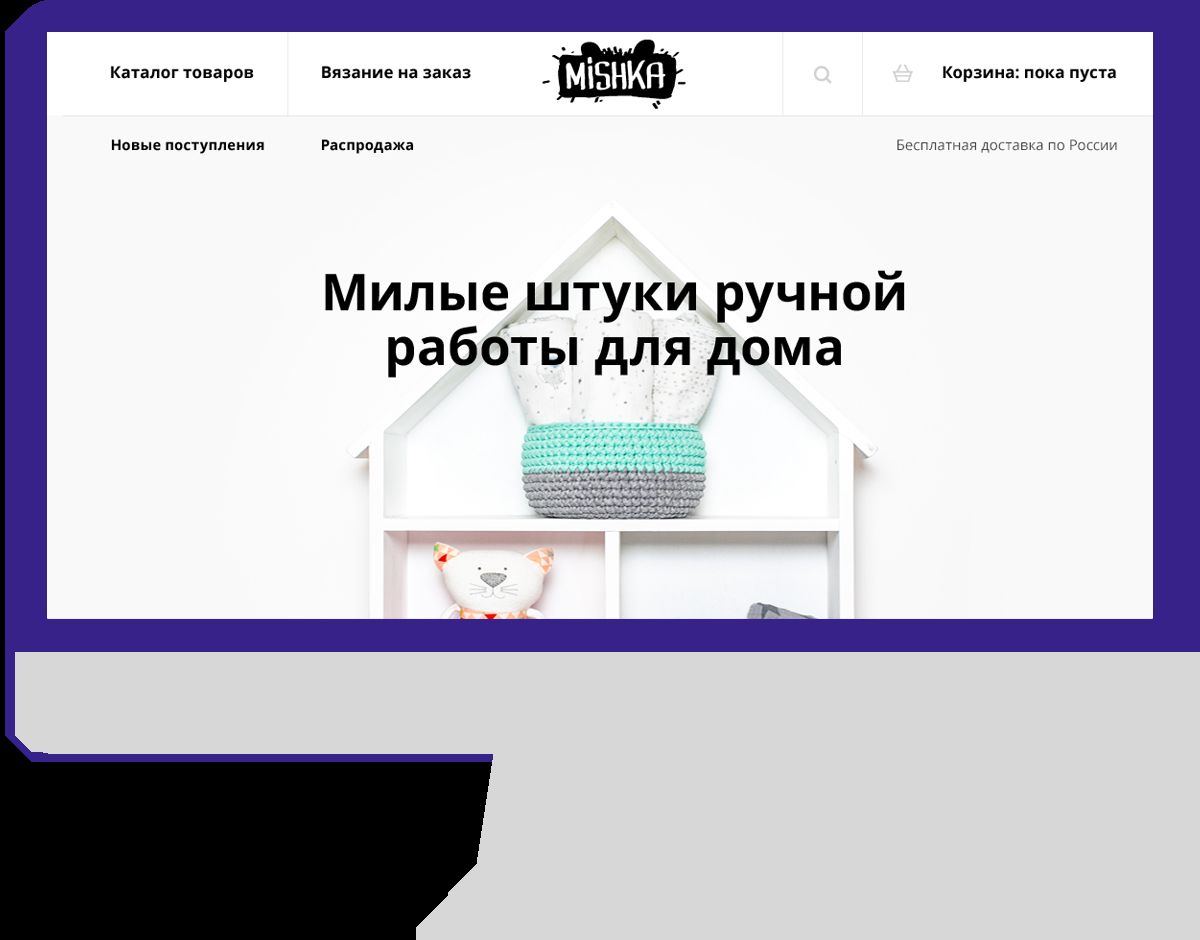 Каталог товаров
Вязание на заказ
MiSHKA
Корзина: пока пуста
Новые поступления
Распродажа
Бесплатная доставка по России
Милые штуки ручной
работы для дома